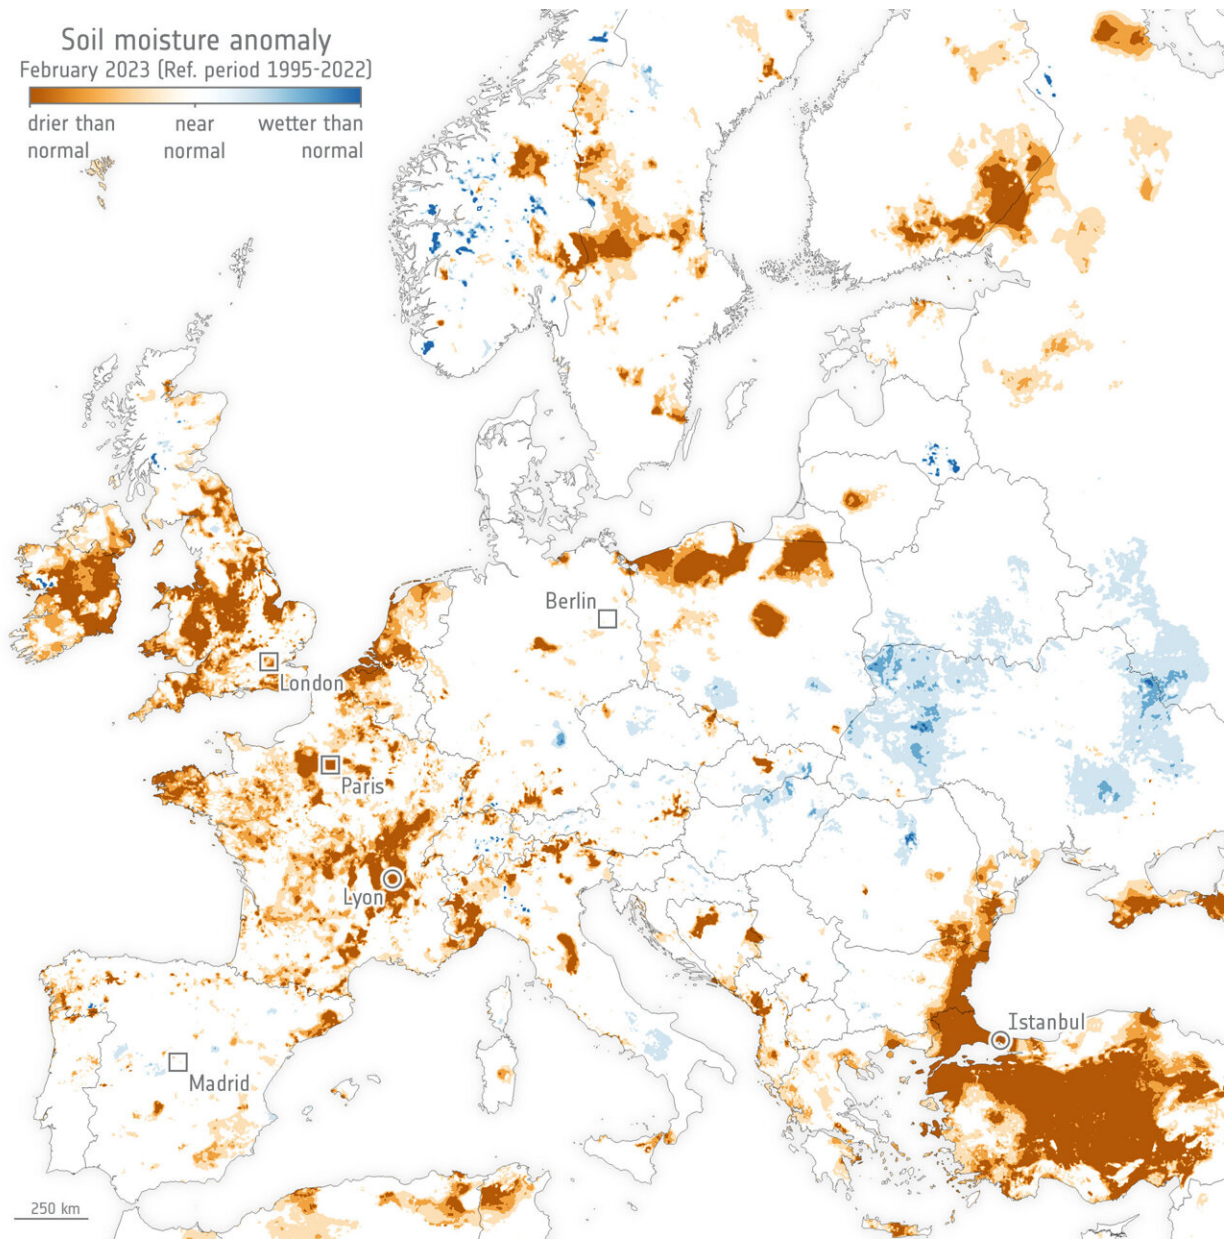 Soil moisture anomaly
February 2023 (Ref. period 1995-2022)
drier than near wetter than
normal normal normal
Berlin
London
Paris
Lyon
Istanbul
Madrid
250 km